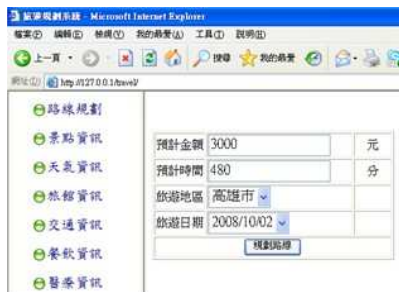 旅遊規劃系統 - Microsoft Internet Explorer
檔案(F) 編輯(E) 檢視(V) 我的最愛(A) 工具(T) 說明(H)
上一頁 搜尋 我的最愛
網址(D) http://127.0.0.1/travel/
路線規劃
景點資訊
天氣資訊
旅館資訊
交通資訊
餐飲資訊
醫療資訊
預計金額 3000 元
預計時間 480 分
旅遊地區 高雄市
旅遊日期 2008/10/02
規劃路線